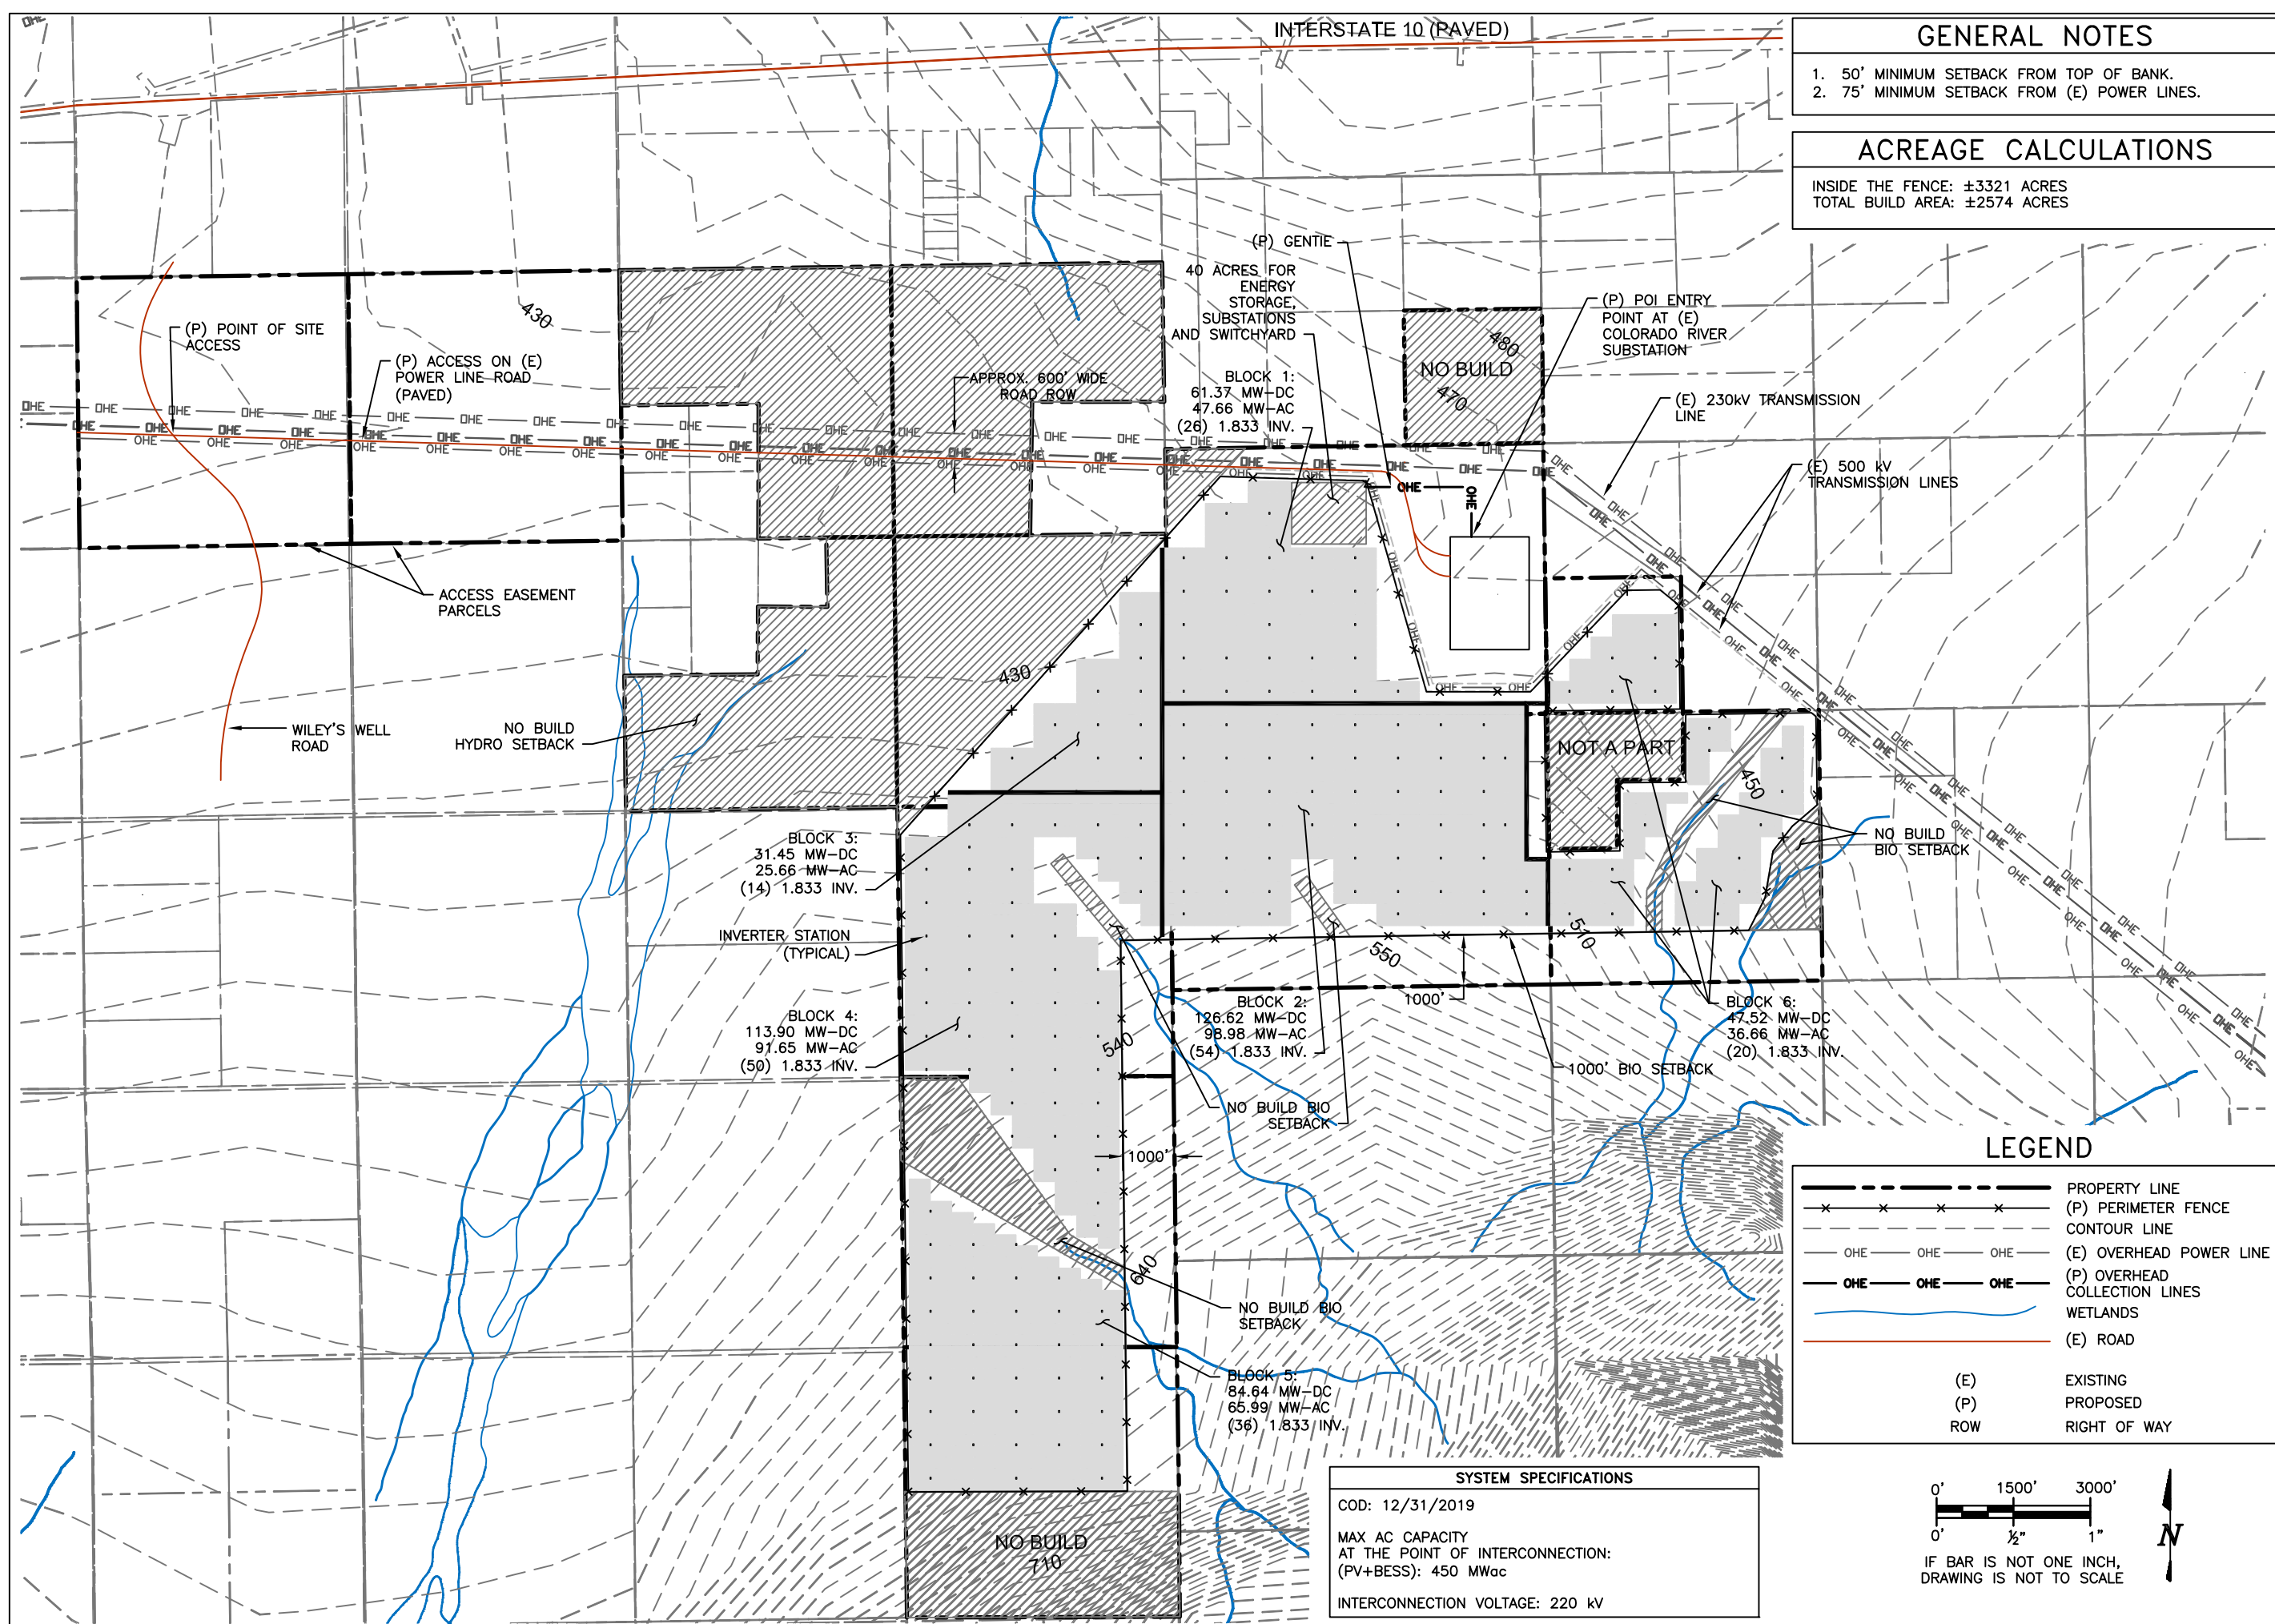 INTERSTATE 10 (PAVED)
GENERAL NOTES
1. 50' MINIMUM SETBACK FROM TOP OF BANK.
2. 75' MINIMUM SETBACK FROM (E) POWER LINES.
ACREAGE CALCULATIONS
INSIDE THE FENCE: ±3321 ACRES
TOTAL BUILD AREA: ±2574 ACRES
(P) GENTIE
40 ACRES FOR
ENERGY
STORAGE,
SUBSTATIONS
AND SWITCHYARD
(P) POI ENTRY
POINT AT (E)
COLORADO RIVER
SUBSTATION
430
(P) POINT OF SITE
ACCESS
(P) ACCESS ON (E)
POWER LINE ROAD
(PAVED)
APPROX. 600' WIDE
ROAD ROW
BLOCK 1:
61.37 MW-DC
47.66 MW-AC
(26) 1.833 INV.
480
NO BUILD
470
(E) 230kV TRANSMISSION
LINE
(E) 500 kV
TRANSMISSION LINES
OHE
OHE
ACCESS EASEMENT
PARCELS
430
WILEY'S WELL
ROAD
NO BUILD
HYDRO SETBACK
NOT A PART
450
NO BUILD
BIO SETBACK
BLOCK 3:
31.45 MW-DC
25.66 MW-AC
(14) 1.833 INV.
INVERTER STATION
(TYPICAL)
510
550
BLOCK 4:
113.90 MW-DC
91.65 MW-AC
(50) 1.833 INV.
540
BLOCK 2:
126.62 MW-DC
98.98 MW-AC
(54) 1.833 INV.
1000'
BLOCK 6:
47.52 MW-DC
36.66 MW-AC
(20) 1.833 INV.
1000' BIO SETBACK
NO BUILD BIO
SETBACK
1000'
640
NO BUILD BIO
SETBACK
BLOCK 5:
84.64 MW-DC
65.99 MW-AC
(36) 1.833 INV.
NO BUILD
710
LEGEND
PROPERTY LINE
(P) PERIMETER FENCE
CONTOUR LINE
OHE OHE OHE (E) OVERHEAD POWER LINE
OHE OHE OHE (P) OVERHEAD
COLLECTION LINES
WETLANDS
(E) ROAD
(E) EXISTING
(P) PROPOSED
ROW RIGHT OF WAY
SYSTEM SPECIFICATIONS
COD: 12/31/2019
MAX AC CAPACITY
AT THE POINT OF INTERCONNECTION:
(PV+BESS): 450 MWac
INTERCONNECTION VOLTAGE: 220 kV
0' 1500' 3000'
0' ½" 1"
IF BAR IS NOT ONE INCH,
DRAWING IS NOT TO SCALE
N